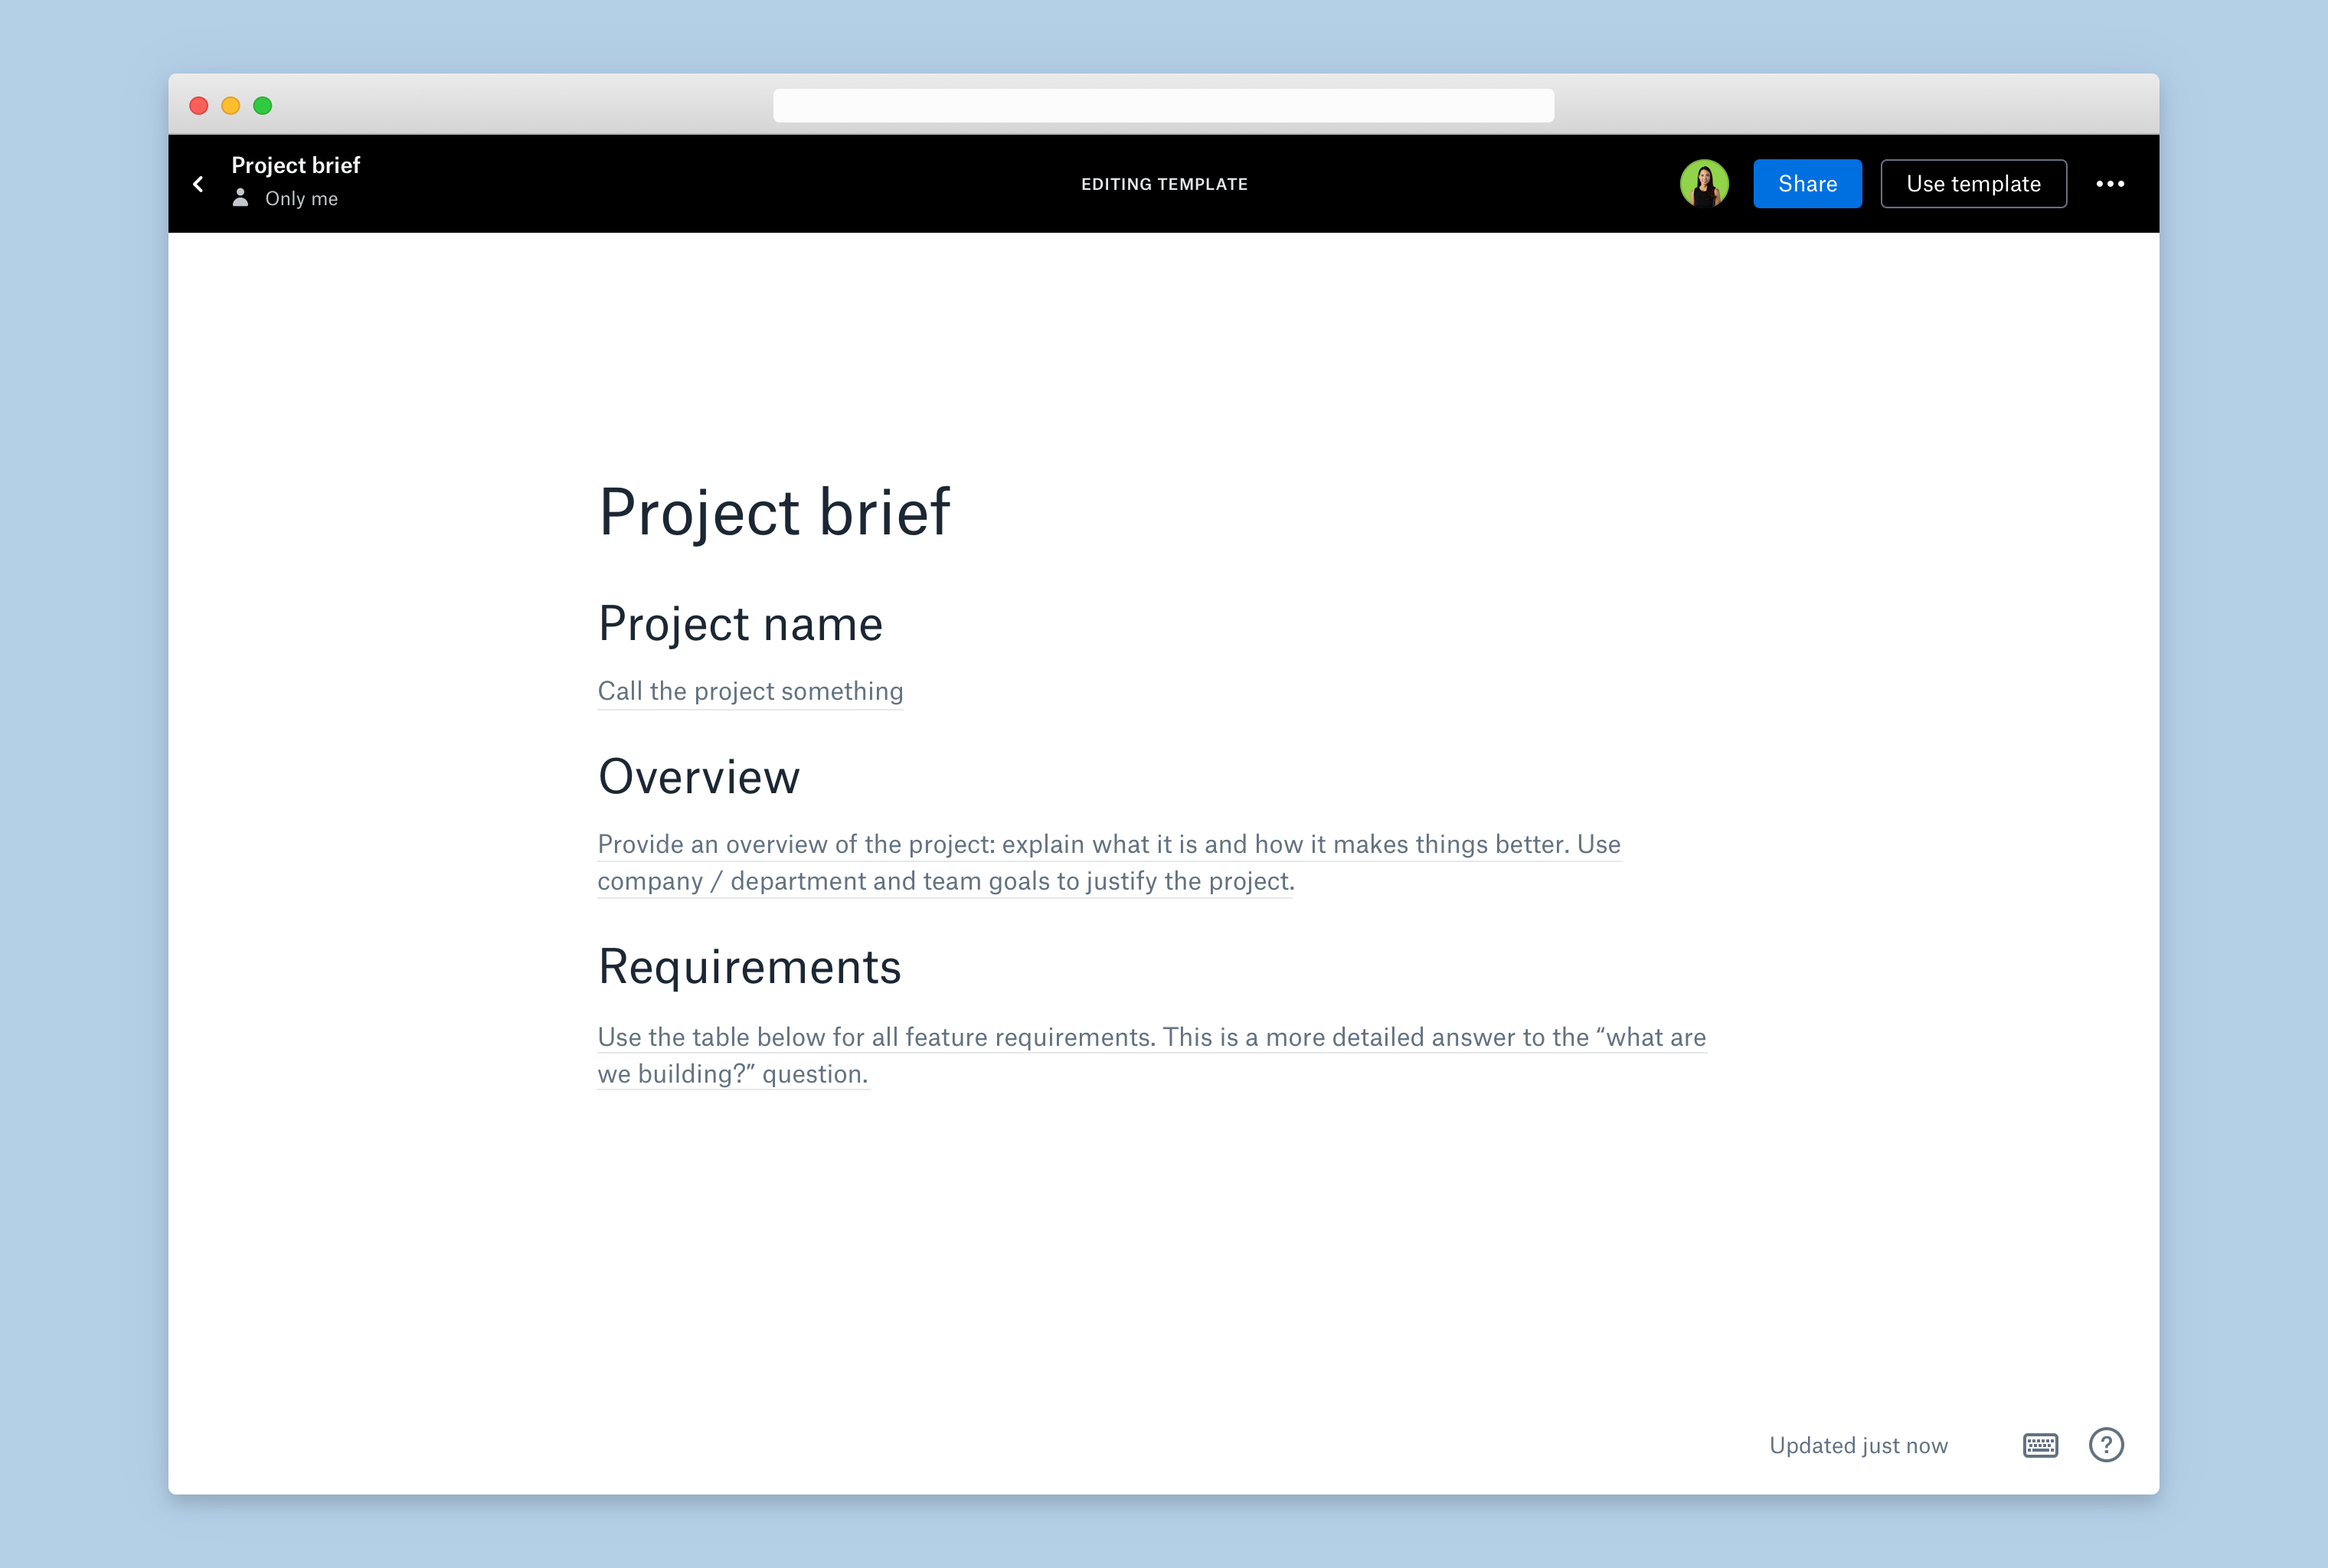 Project brief
Only me
EDITING TEMPLATE
Share
Use template
Project brief
Project name
Call the project something
Overview
Provide an overview of the project: explain what it is and how it makes things better. Use
company / department and team goals to justify the project.
Requirements
Use the table below for all feature requirements. This is a more detailed answer to the “what are
we building?” question.
Updated just now
?